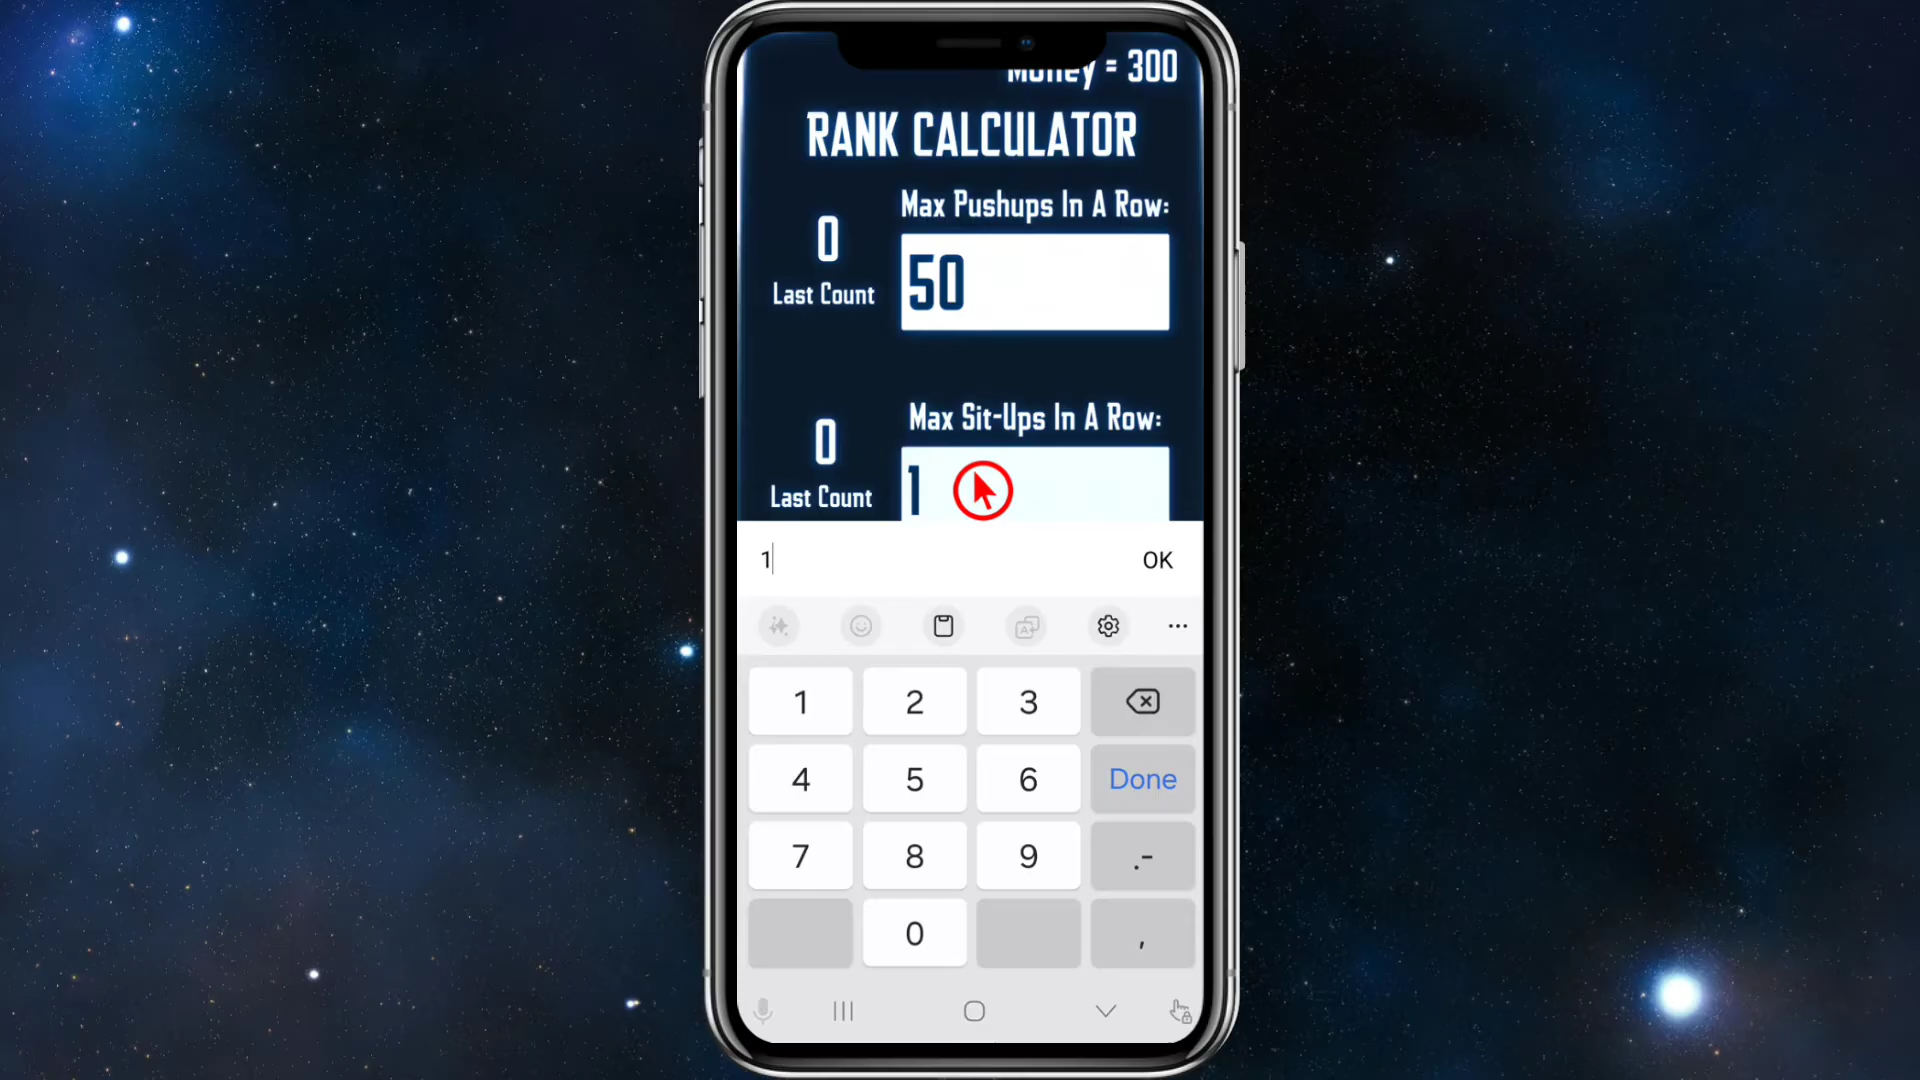 Money = 300
RANK CALCULATOR
Max Pushups In A Row:
0
Last Count
50
Max Sit-Ups In A Row:
0
Last Count
1
1
OK
1 2 3
4 5 6 Done
7 8 9 .-
0 ,